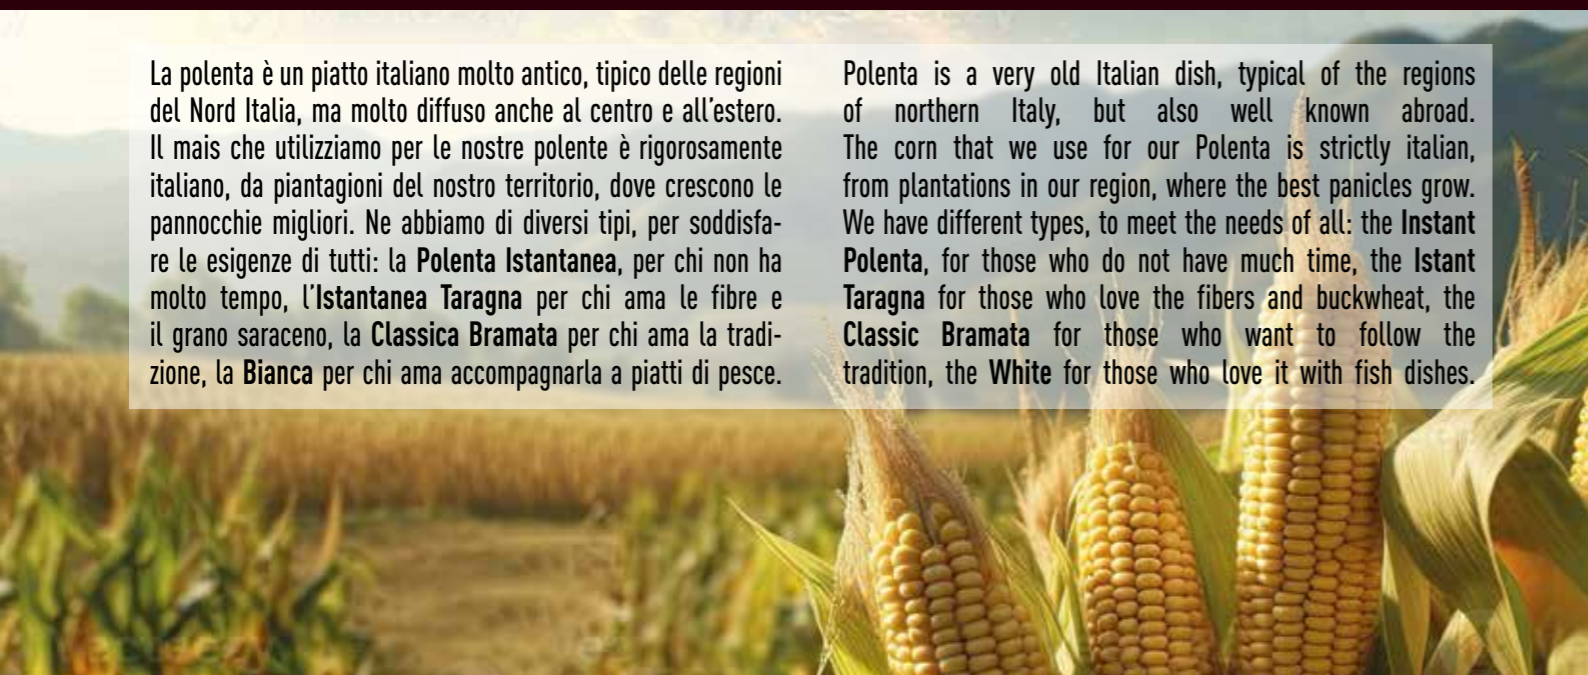 La polenta è un piatto italiano molto antico, tipico delle regioni
del Nord Italia, ma molto diffuso anche al centro e all'estero.
Il mais che utilizziamo per le nostre polente è rigorosamente
italiano, da piantagioni del nostro territorio, dove crescono le
pannocchie migliori. Ne abbiamo di diversi tipi, per soddisfa-
re le esigenze di tutti: la Polenta Istantanea, per chi non ha
molto tempo, l'Istantanea Taragna per chi ama le fibre e
il grano saraceno, la Classica Bramata per chi ama la tradi-
zione, la Bianca per chi ama accompagnarla a piatti di pesce.
Polenta is a very old Italian dish, typical of the regions
of northern Italy, but also well known abroad.
The corn that we use for our Polenta is strictly italian,
from plantations in our region, where the best panicles grow.
We have different types, to meet the needs of all: the Instant
Polenta, for those who do not have much time, the Istant
Taragna for those who love the fibers and buckwheat, the
Classic Bramata for those who want to follow the
tradition, the White for those who love it with fish dishes.